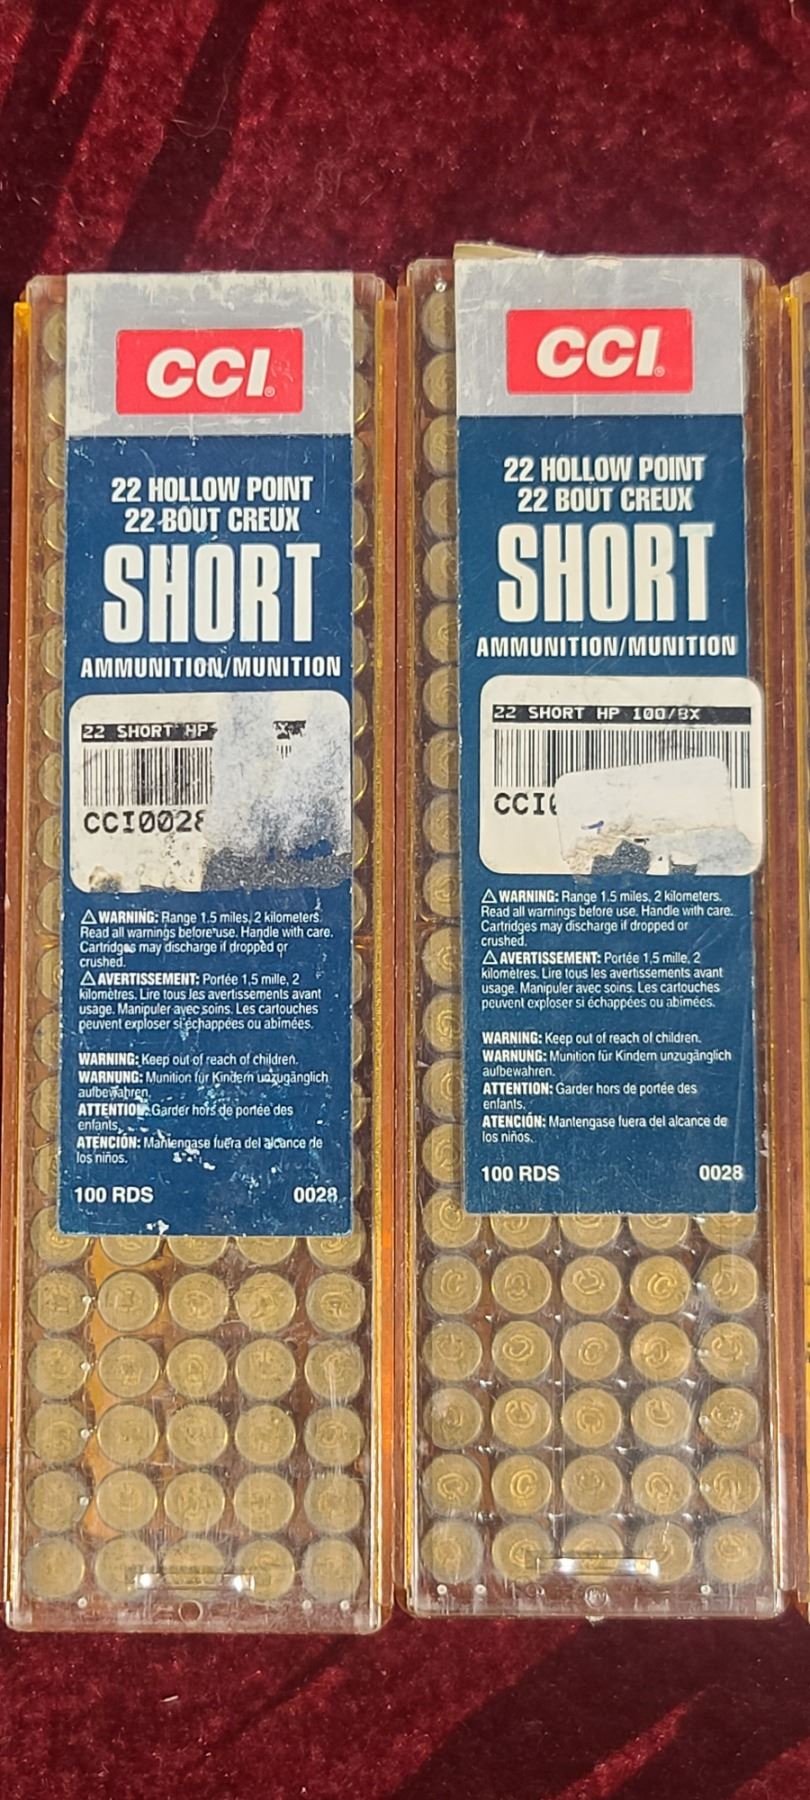 CCI
22 HOLLOW POINT
22 BOUT CREUX
SHORT
AMMUNITION/MUNITION
22 SHORT HP
CCI0028
⚠ WARNING: Range 1.5 miles, 2 kilometers.
Read all warnings before use. Handle with care.
Cartridges may discharge if dropped or
crushed.
⚠ AVERTISSEMENT: Portée 1,5 mille, 2
kilomètres. Lire tous les avertissements avant
usage. Manipuler avec soins. Les cartouches
peuvent exploser si échappées ou abimées.
WARNING: Keep out of reach of children.
WARNUNG: Munition für Kindern unzugänglich
aufbewahren.
ATTENTION: Garder hors de portée des
enfants.
ATENCIÓN: Mantengase fuera del alcance de
los niños.
100 RDS 0028
CCI
22 HOLLOW POINT
22 BOUT CREUX
SHORT
AMMUNITION/MUNITION
22 SHORT HP 100/BX
CCI
⚠ WARNING: Range 1.5 miles, 2 kilometers.
Read all warnings before use. Handle with care.
Cartridges may discharge if dropped or
crushed.
⚠ AVERTISSEMENT: Portée 1,5 mille, 2
kilomètres. Lire tous les avertissements avant
usage. Manipuler avec soins. Les cartouches
peuvent exploser si échappées ou abimées.
WARNING: Keep out of reach of children.
WARNUNG: Munition für Kindern unzugänglich
aufbewahren.
ATTENTION: Garder hors de portée des
enfants.
ATENCIÓN: Mantengase fuera del alcance de
los niños.
100 RDS 0028